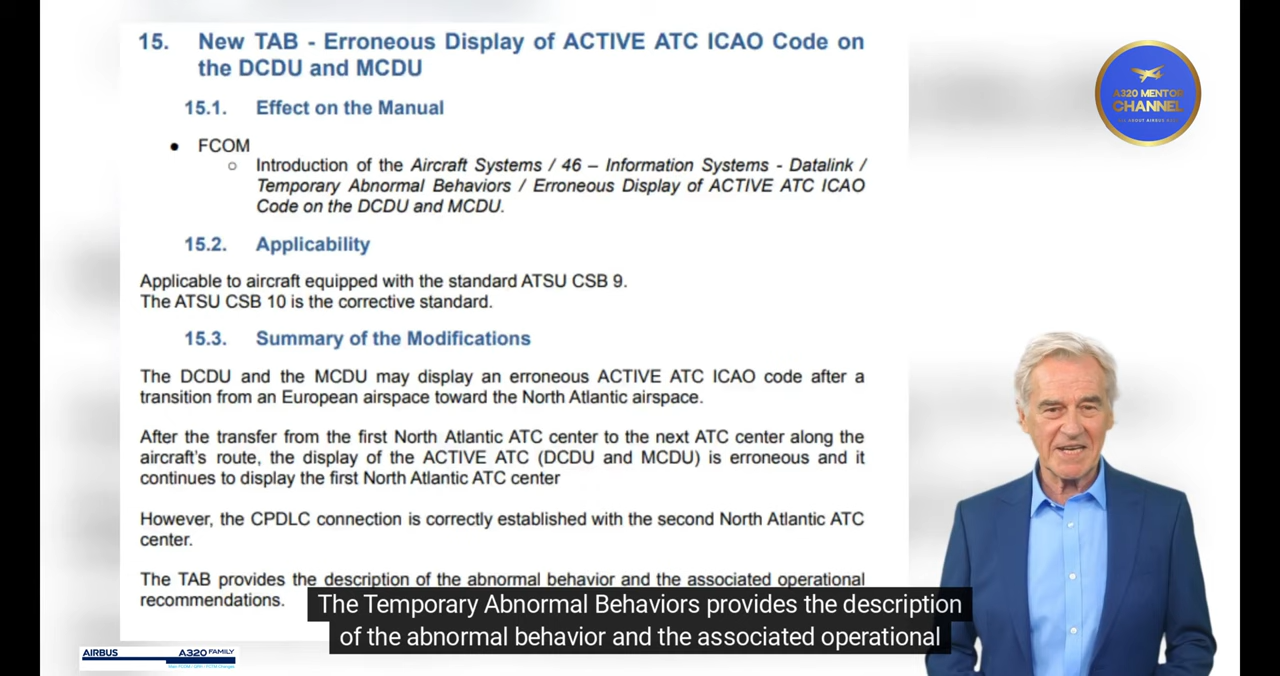 15. New TAB - Erroneous Display of ACTIVE ATC ICAO Code on
the DCDU and MCDU
15.1. Effect on the Manual
● FCOM
○ Introduction of the Aircraft Systems / 46 – Information Systems - Datalink /
Temporary Abnormal Behaviors / Erroneous Display of ACTIVE ATC ICAO
Code on the DCDU and MCDU.
15.2. Applicability
Applicable to aircraft equipped with the standard ATSU CSB 9.
The ATSU CSB 10 is the corrective standard.
15.3. Summary of the Modifications
The DCDU and the MCDU may display an erroneous ACTIVE ATC ICAO code after a
transition from an European airspace toward the North Atlantic airspace.
After the transfer from the first North Atlantic ATC center to the next ATC center along the
aircraft's route, the display of the ACTIVE ATC (DCDU and MCDU) is erroneous and it
continues to display the first North Atlantic ATC center
However, the CPDLC connection is correctly established with the second North Atlantic ATC
center.
The TAB provides the description of the abnormal behavior and the associated operational
recommendations.
The Temporary Abnormal Behaviors provides the description
of the abnormal behavior and the associated operational
A320 MENTOR
CHANNEL
AIRBUS
A320 FAMILY